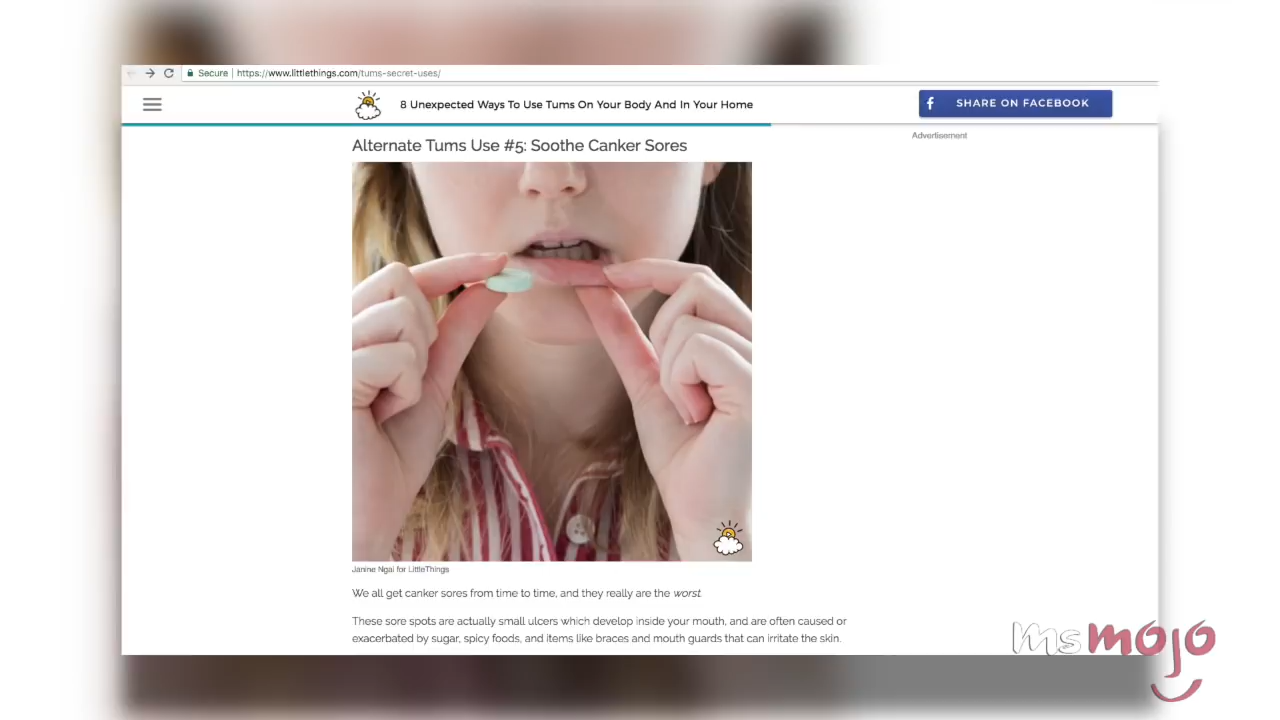 Secure | https://www.littlethings.com/tums-secret-uses/
8 Unexpected Ways To Use Tums On Your Body And In Your Home
SHARE ON FACEBOOK
Advertisement
Alternate Tums Use #5: Soothe Canker Sores
Janine Ngai for LittleThings
We all get canker sores from time to time, and they really are the worst.
These sore spots are actually small ulcers which develop inside your mouth, and are often caused or
exacerbated by sugar, spicy foods, and items like braces and mouth guards that can irritate the skin.
msmojo